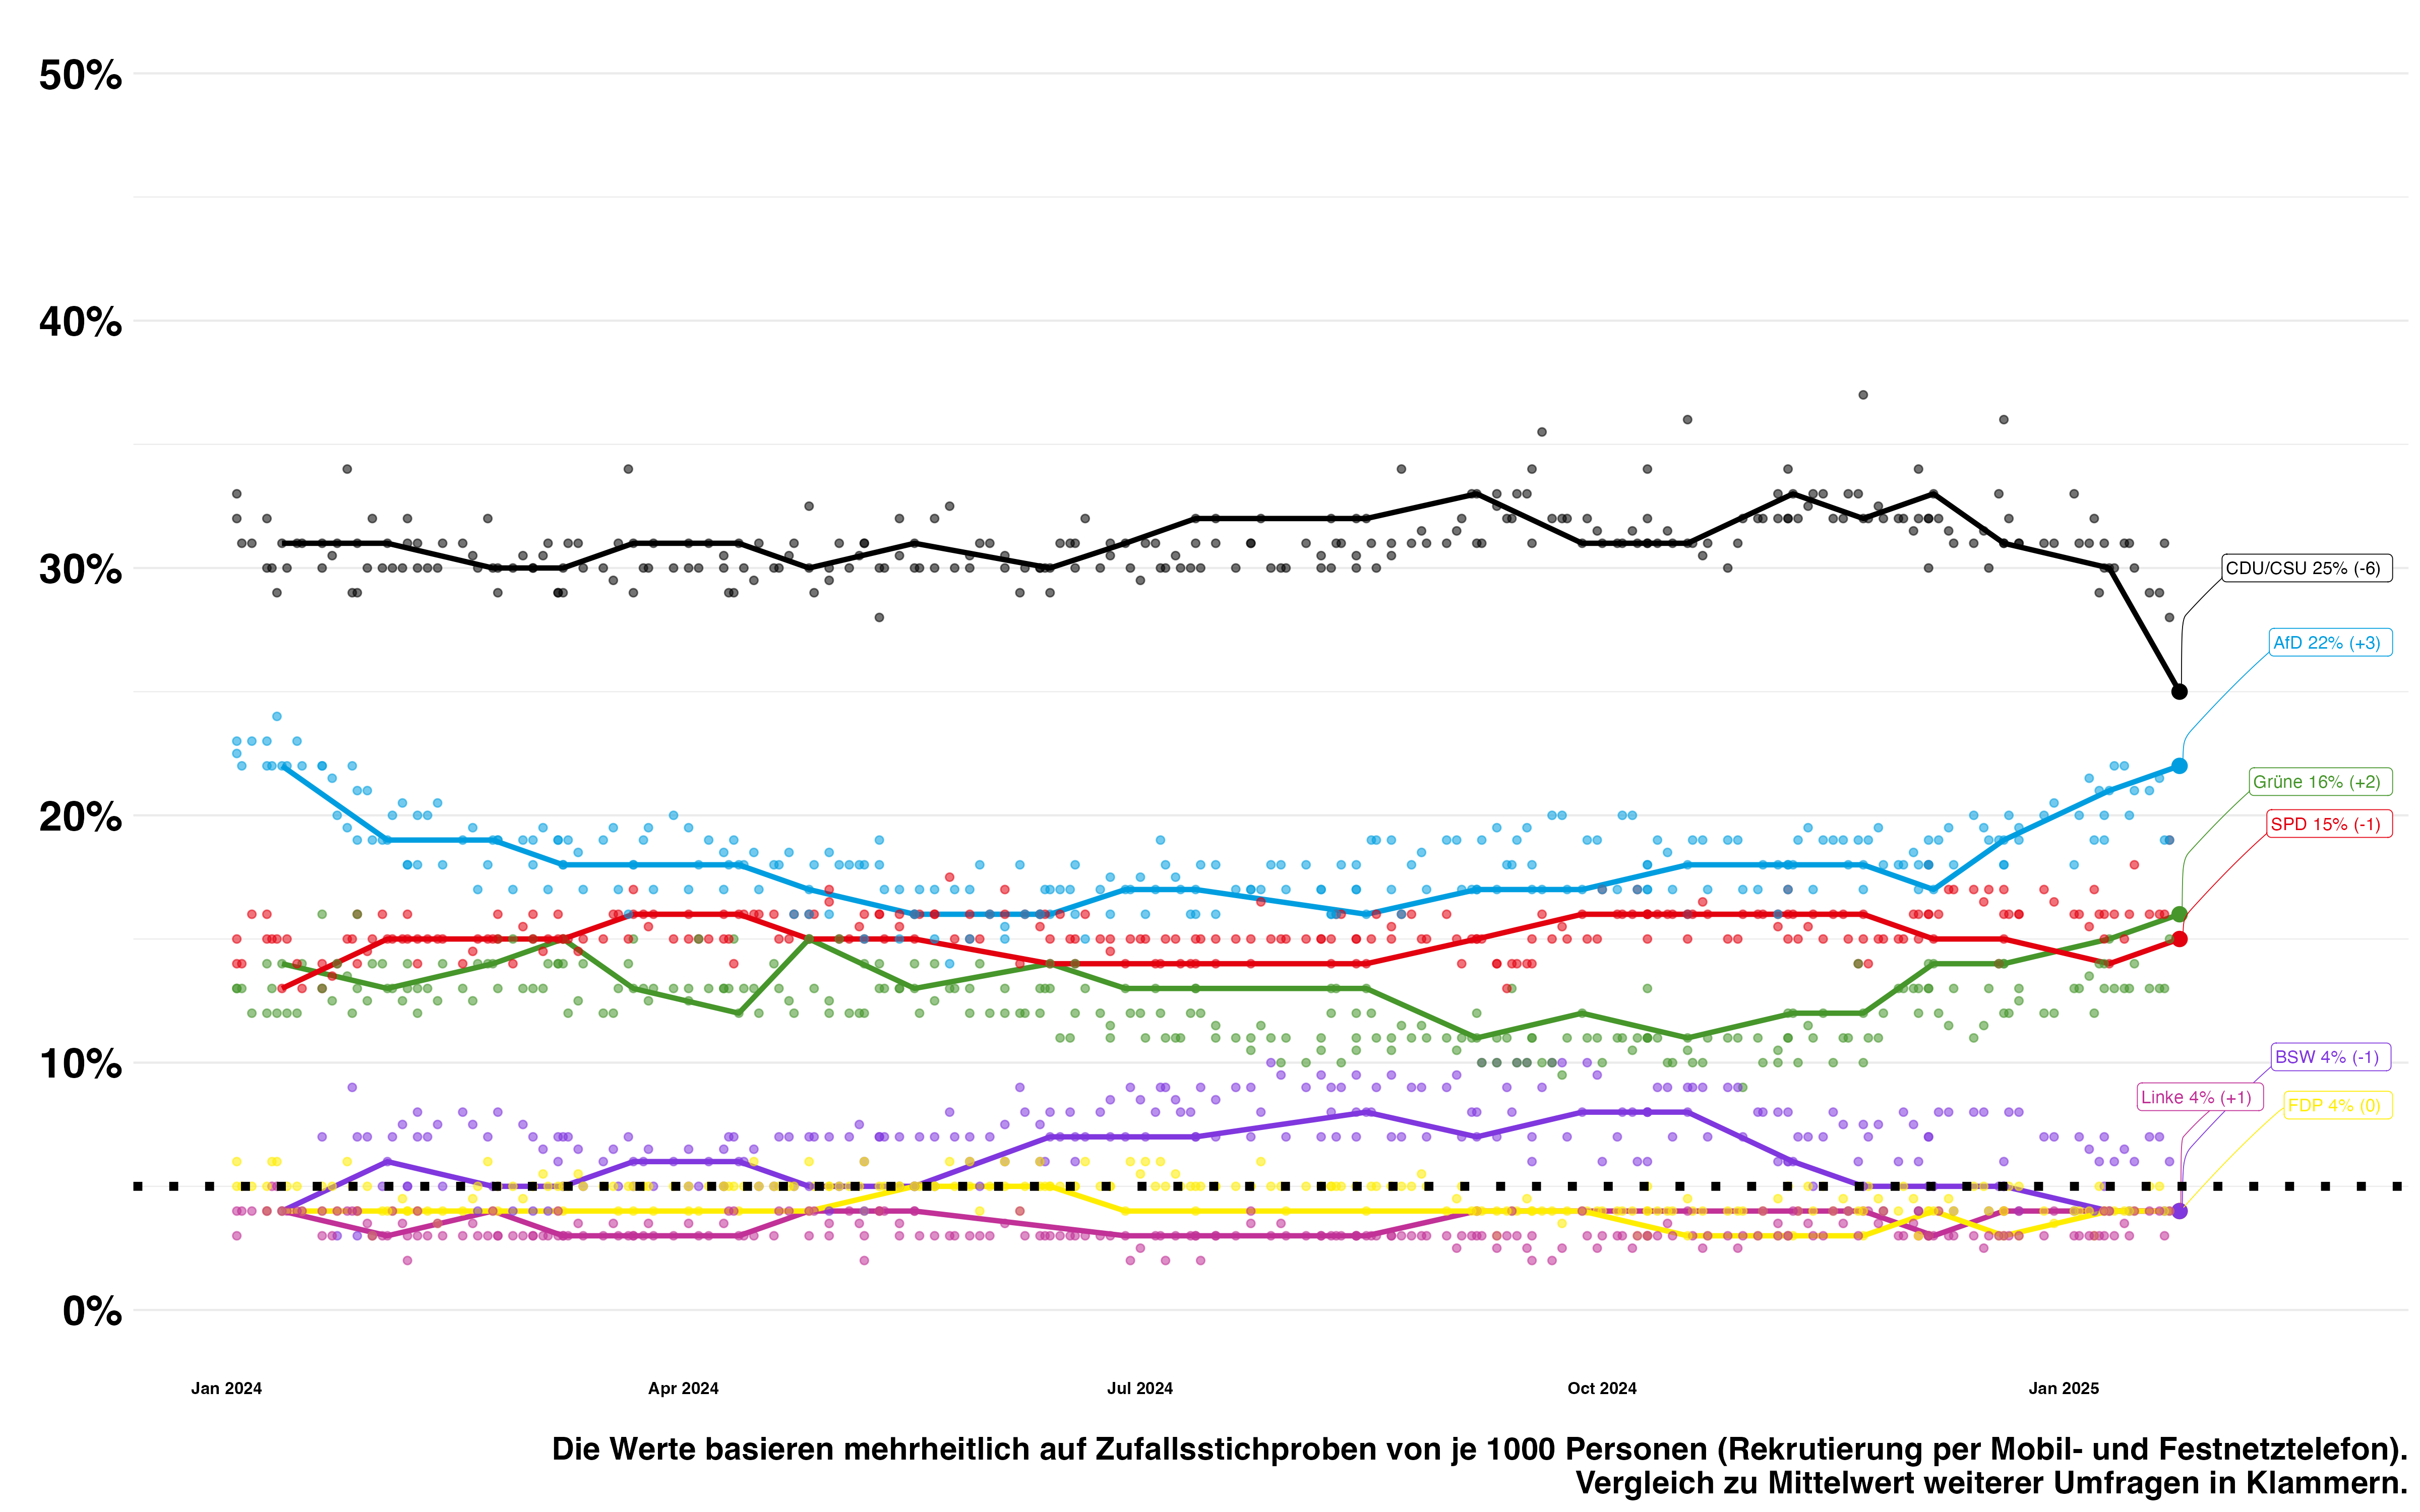 50%
40%
30%
20%
10%
0%
CDU/CSU 25% (-6)
AfD 22% (+3)
Grüne 16% (+2)
SPD 15% (-1)
BSW 4% (-1)
Linke 4% (+1)
FDP 4% (0)
Jan 2024
Apr 2024
Jul 2024
Oct 2024
Jan 2025
Die Werte basieren mehrheitlich auf Zufallsstichproben von je 1000 Personen (Rekrutierung per Mobil- und Festnetztelefon).
Vergleich zu Mittelwert weiterer Umfragen in Klammern.